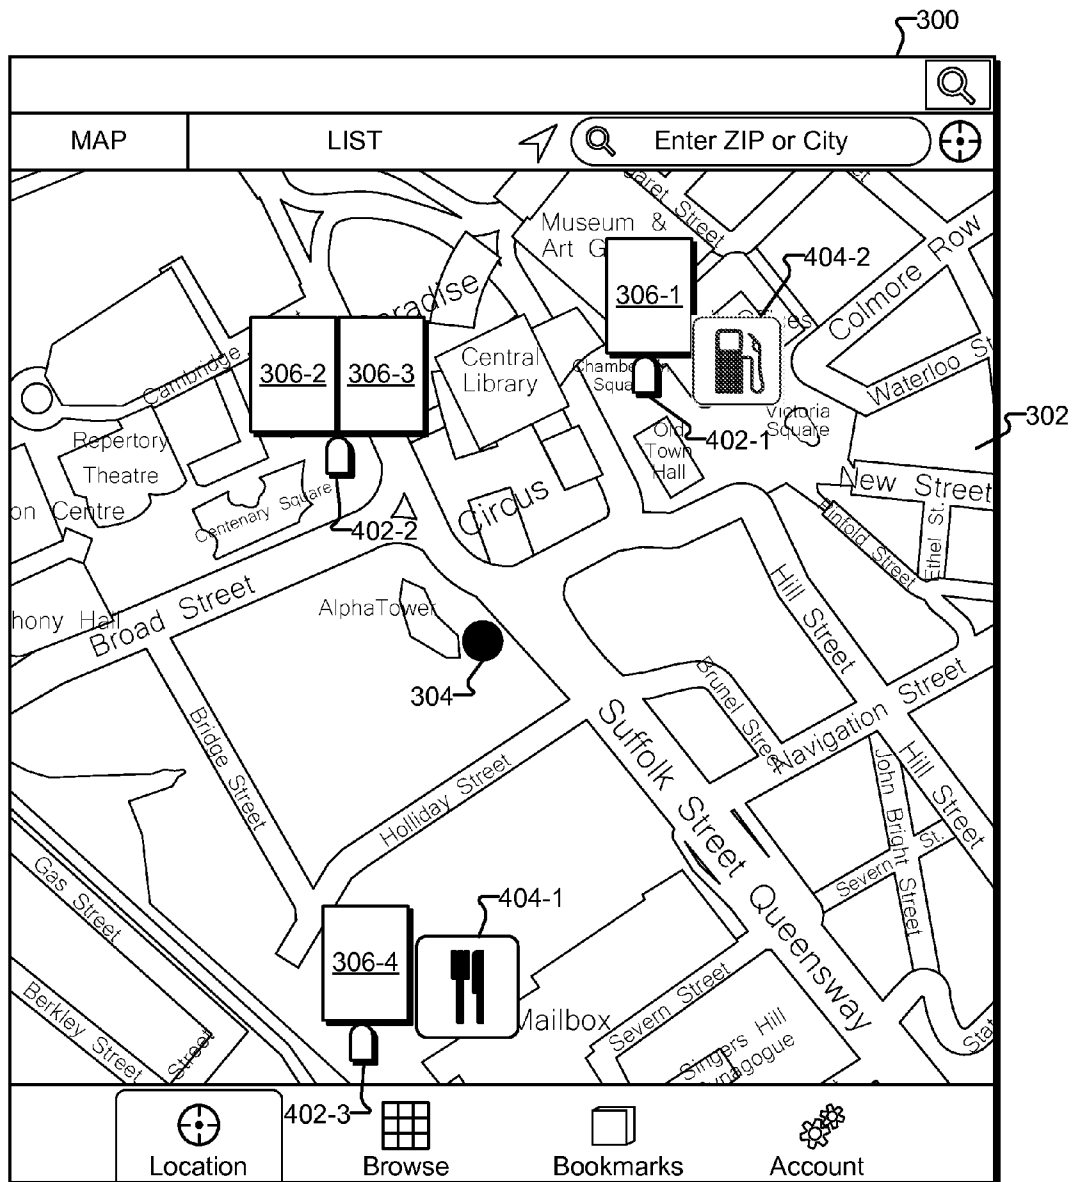 300
MAP LIST Enter ZIP or City
Museum &
Art G
garet Street
Colmore Row
404-2
306-1
Paradise
306-2 306-3
Cambridge
Central
Library
Chamber
Squa
Waterloo St
302
Victoria
Square
402-1
Old
Town
Hall
Repertory
Theatre
on Centre
Centenary Square
402-2
Circus
New Street
Pinfold Street
Ethel St.
hony Hall
Broad Street
AlphaTower
304
Hill Street
Brunel Street
Navigation Street
Bridge Street
Holliday Street
Suffolk Street Queensway
Hill Street
John Bright Street
Severn St.
Gas Street
404-1
306-4
Mailbox
Severn Street
Singers Hill
Synagogue
Berkley Street
Street
Stat
402-3
Location Browse Bookmarks Account